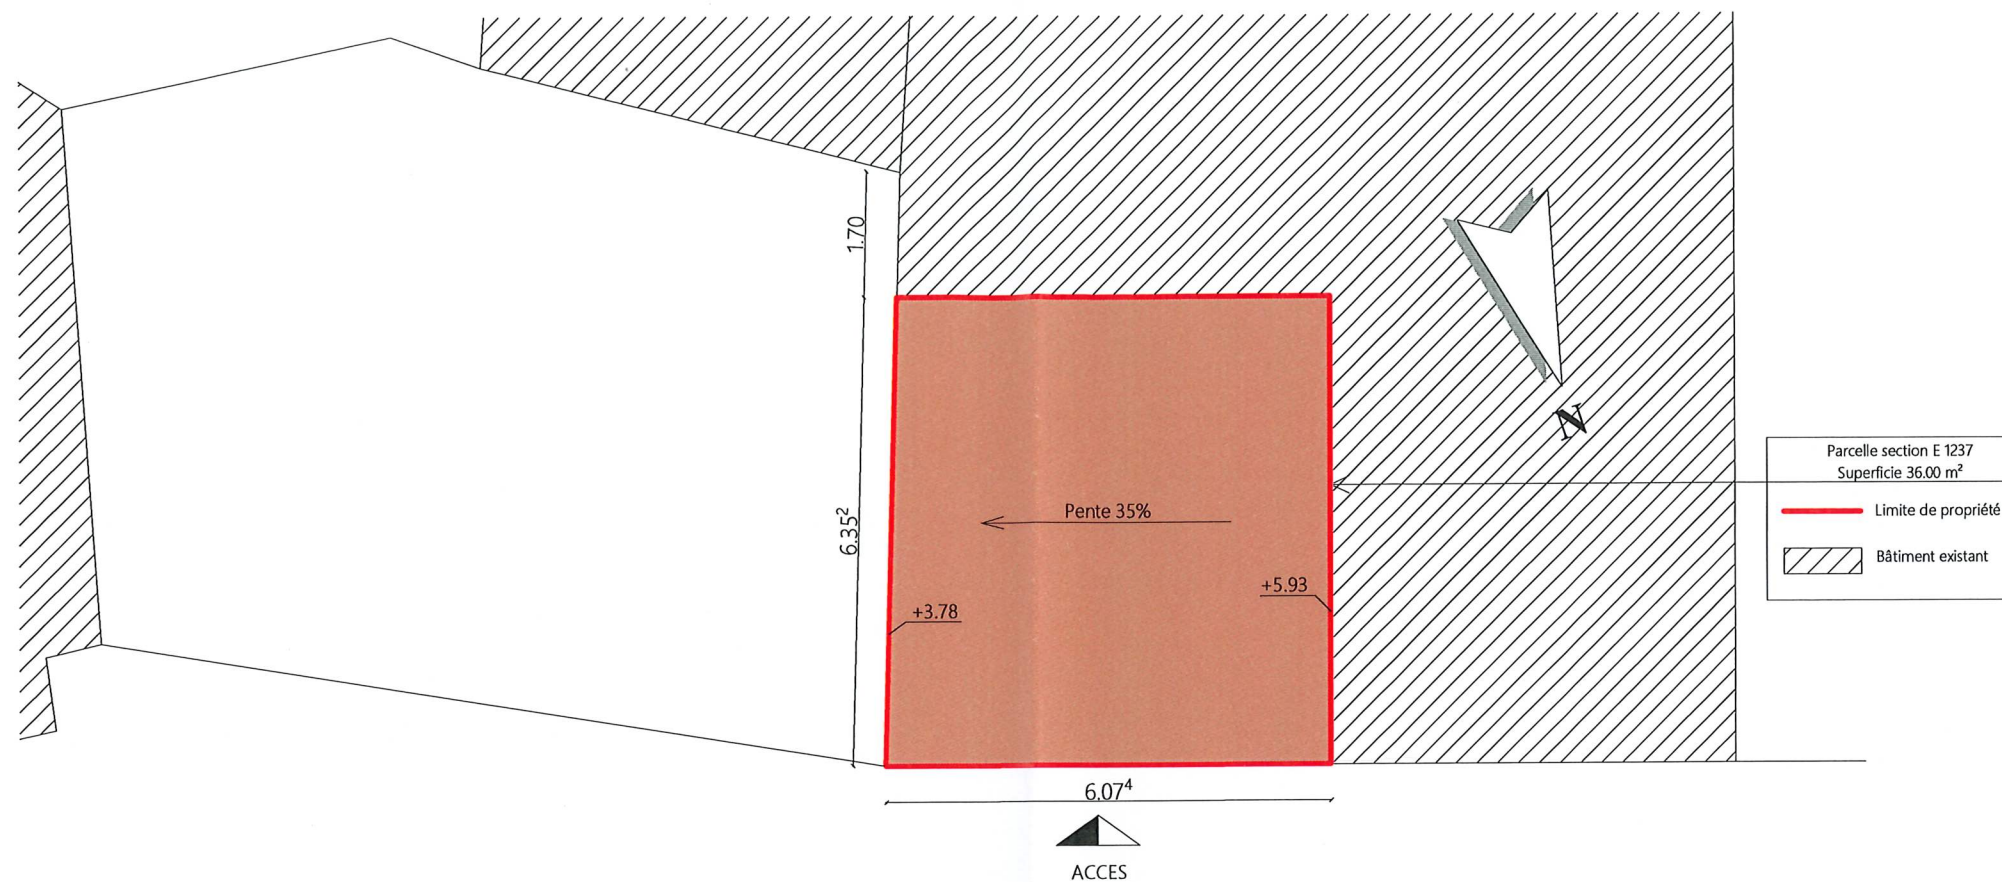 1.70
N
Parcelle section E 1237
Superficie 36.00 m²
Limite de propriété
Bâtiment existant
Pente 35%
6.35²
+5.93
+3.78
6.07⁴
ACCES